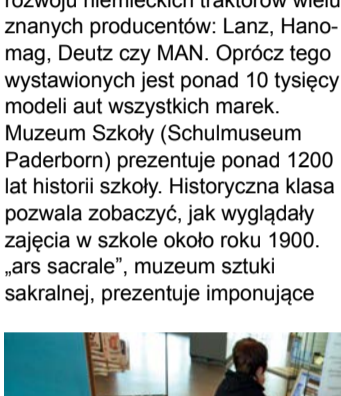 rozwoju niemieckich traktorów wielu
znanych producentów: Lanz, Hano-
mag, Deutz czy MAN. Oprócz tego
wystawionych jest ponad 10 tysięcy
modeli aut wszystkich marek.
Muzeum Szkoły (Schulmuseum
Paderborn) prezentuje ponad 1200
lat historii szkoły. Historyczna klasa
pozwala zobaczyć, jak wyglądały
zajęcia w szkole około roku 1900.
„ars sacrale”, muzeum sztuki
sakralnej, prezentuje imponujące